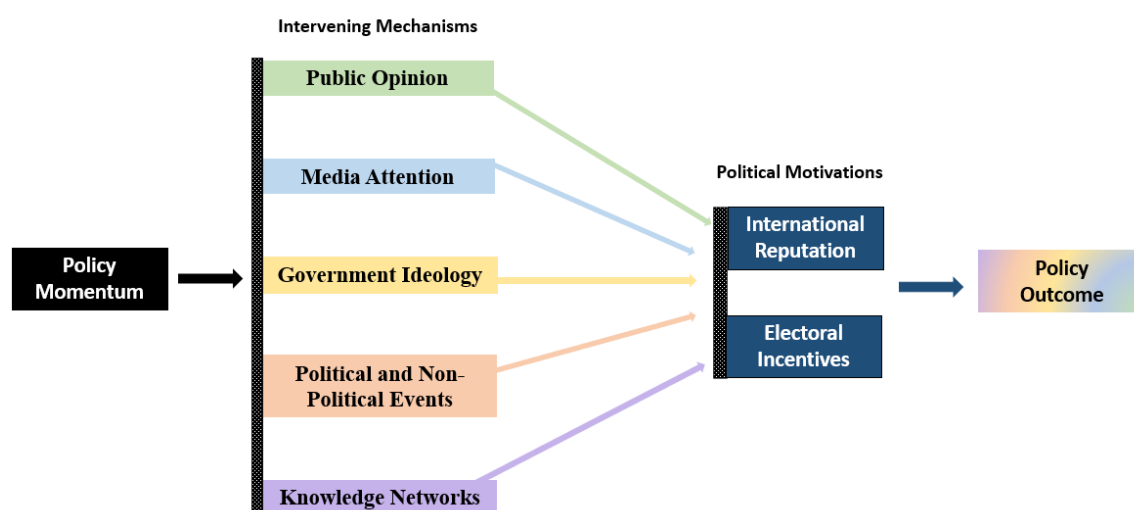 Intervening Mechanisms
Public Opinion
Media Attention
Government Ideology
Political and Non-
Political Events
Knowledge Networks
Policy
Momentum
Political Motivations
International
Reputation
Electoral
Incentives
Policy
Outcome